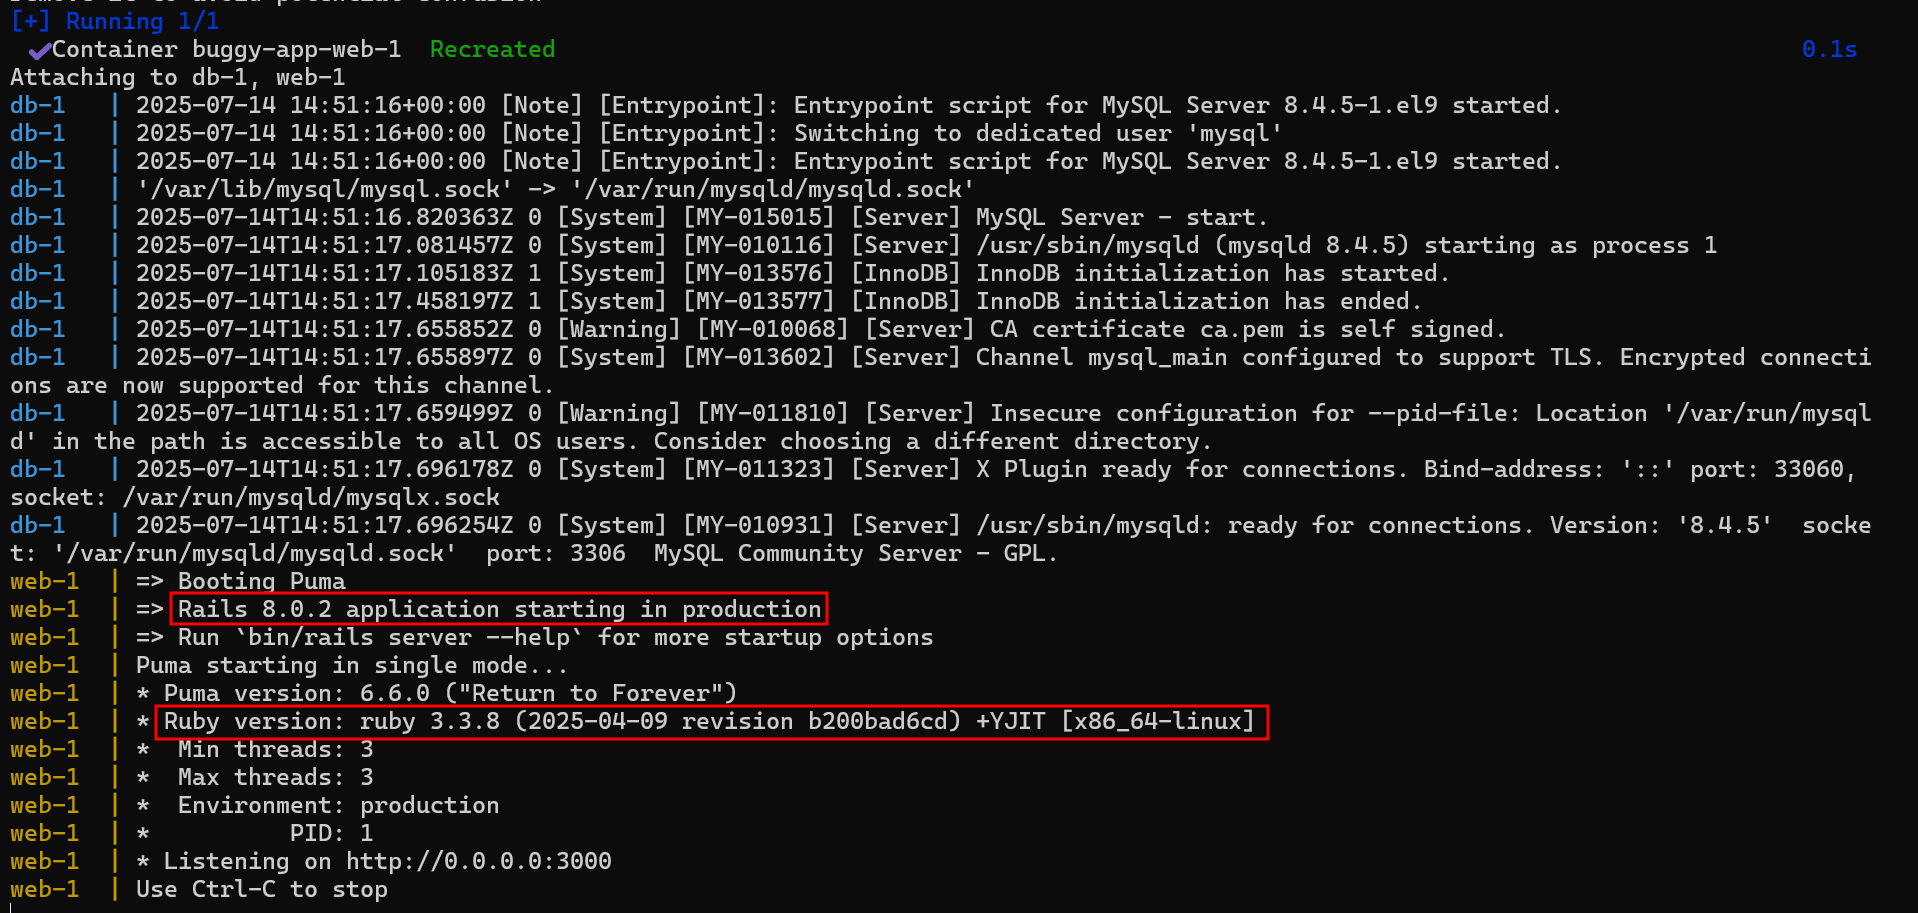 [+] Running 1/1
✔Container buggy-app-web-1  Recreated 0.1s
Attaching to db-1, web-1
db-1   | 2025-07-14 14:51:16+00:00 [Note] [Entrypoint]: Entrypoint script for MySQL Server 8.4.5-1.el9 started.
db-1   | 2025-07-14 14:51:16+00:00 [Note] [Entrypoint]: Switching to dedicated user 'mysql'
db-1   | 2025-07-14 14:51:16+00:00 [Note] [Entrypoint]: Entrypoint script for MySQL Server 8.4.5-1.el9 started.
db-1   | '/var/lib/mysql/mysql.sock' -> '/var/run/mysqld/mysqld.sock'
db-1   | 2025-07-14T14:51:16.820363Z 0 [System] [MY-015015] [Server] MySQL Server - start.
db-1   | 2025-07-14T14:51:17.081457Z 0 [System] [MY-010116] [Server] /usr/sbin/mysqld (mysqld 8.4.5) starting as process 1
db-1   | 2025-07-14T14:51:17.105183Z 1 [System] [MY-013576] [InnoDB] InnoDB initialization has started.
db-1   | 2025-07-14T14:51:17.458197Z 1 [System] [MY-013577] [InnoDB] InnoDB initialization has ended.
db-1   | 2025-07-14T14:51:17.655852Z 0 [Warning] [MY-010068] [Server] CA certificate ca.pem is self signed.
db-1   | 2025-07-14T14:51:17.655897Z 0 [System] [MY-013602] [Server] Channel mysql_main configured to support TLS. Encrypted connecti
ons are now supported for this channel.
db-1   | 2025-07-14T14:51:17.659499Z 0 [Warning] [MY-011810] [Server] Insecure configuration for --pid-file: Location '/var/run/mysql
d' in the path is accessible to all OS users. Consider choosing a different directory.
db-1   | 2025-07-14T14:51:17.696178Z 0 [System] [MY-011323] [Server] X Plugin ready for connections. Bind-address: '::' port: 33060,
socket: /var/run/mysqld/mysqlx.sock
db-1   | 2025-07-14T14:51:17.696254Z 0 [System] [MY-010931] [Server] /usr/sbin/mysqld: ready for connections. Version: '8.4.5'  socke
t: '/var/run/mysqld/mysqld.sock'  port: 3306  MySQL Community Server - GPL.
web-1  | => Booting Puma
web-1  | => Rails 8.0.2 application starting in production
web-1  | => Run `bin/rails server --help` for more startup options
web-1  | Puma starting in single mode...
web-1  | * Puma version: 6.6.0 ("Return to Forever")
web-1  | * Ruby version: ruby 3.3.8 (2025-04-09 revision b200bad6cd) +YJIT [x86_64-linux]
web-1  | *  Min threads: 3
web-1  | *  Max threads: 3
web-1  | *  Environment: production
web-1  | *          PID: 1
web-1  | * Listening on http://0.0.0.0:3000
web-1  | Use Ctrl-C to stop